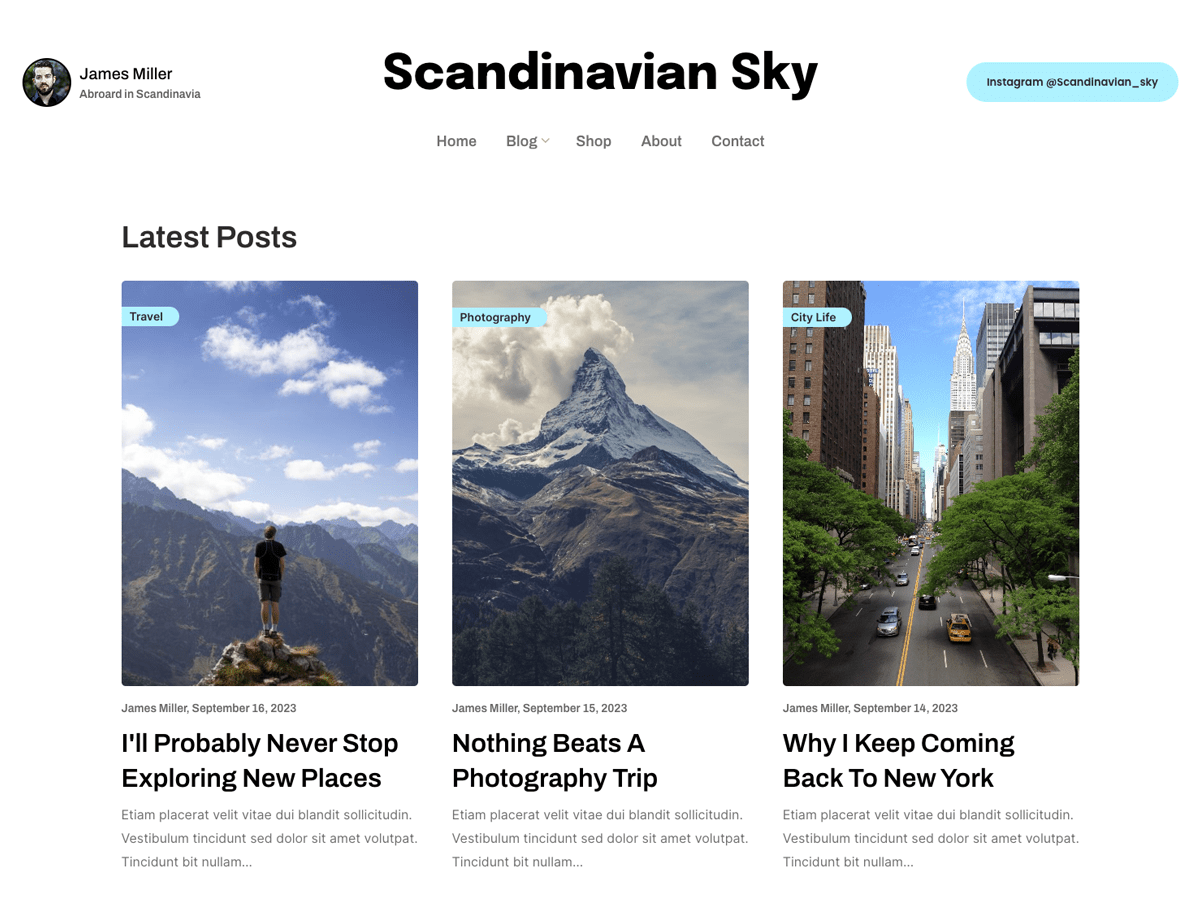 James Miller
Abroard in Scandinavia
Scandinavian Sky
Instagram @Scandinavian_sky
Home
Blog
Shop
About
Contact
Latest Posts
Travel
Photography
City Life
James Miller, September 16, 2023
I'll Probably Never Stop
Exploring New Places
Etiam placerat velit vitae dui blandit sollicitudin.
Vestibulum tincidunt sed dolor sit amet volutpat.
Tincidunt bit nullam...
James Miller, September 15, 2023
Nothing Beats A
Photography Trip
Etiam placerat velit vitae dui blandit sollicitudin.
Vestibulum tincidunt sed dolor sit amet volutpat.
Tincidunt bit nullam...
James Miller, September 14, 2023
Why I Keep Coming
Back To New York
Etiam placerat velit vitae dui blandit sollicitudin.
Vestibulum tincidunt sed dolor sit amet volutpat.
Tincidunt bit nullam...